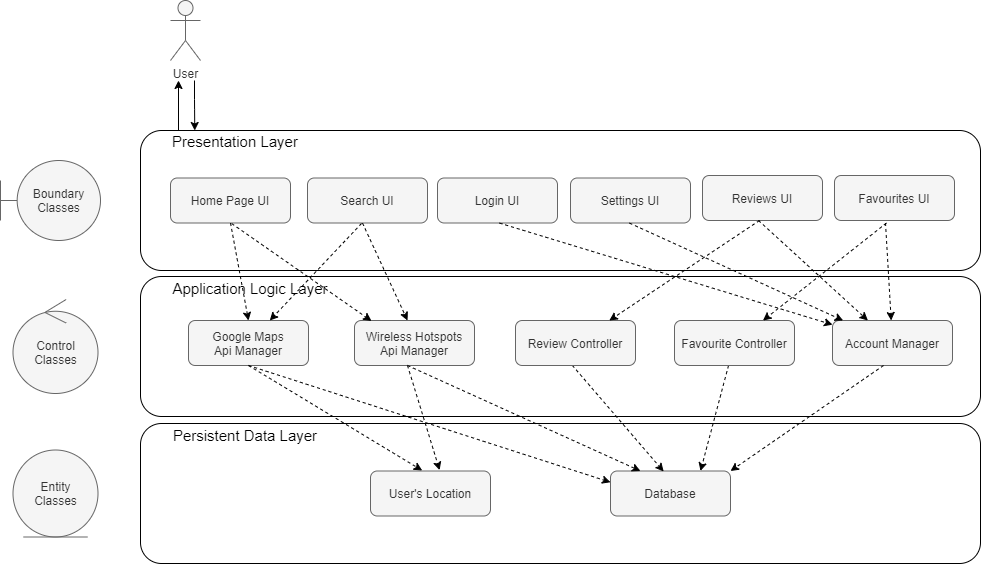 User
Presentation Layer
Boundary
Classes
Home Page UI
Search UI
Login UI
Settings UI
Reviews UI
Favourites UI
Application Logic Layer
Control
Classes
Google Maps
Api Manager
Wireless Hotspots
Api Manager
Review Controller
Favourite Controller
Account Manager
Persistent Data Layer
Entity
Classes
User's Location
Database